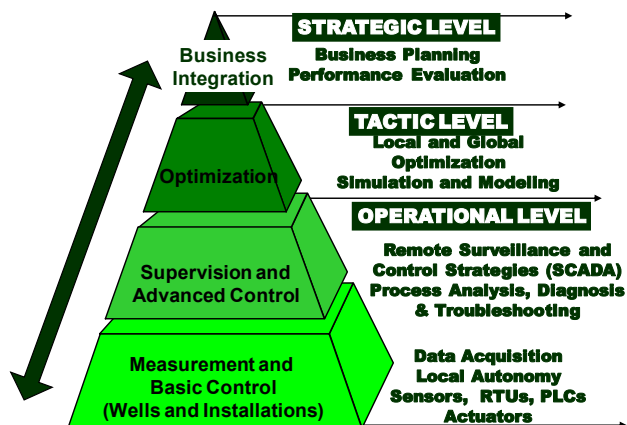 STRATEGIC LEVEL
Business
Integration
Business Planning
Performance Evaluation
TACTIC LEVEL
Optimization
Local and Global
Optimization
Simulation and Modeling
OPERATIONAL LEVEL
Supervision and
Advanced Control
Remote Surveillance and
Control Strategies (SCADA)
Process Analysis, Diagnosis
& Troubleshooting
Measurement and
Basic Control
(Wells and Installations)
Data Acquisition
Local Autonomy
Sensors, RTUs, PLCs
Actuators